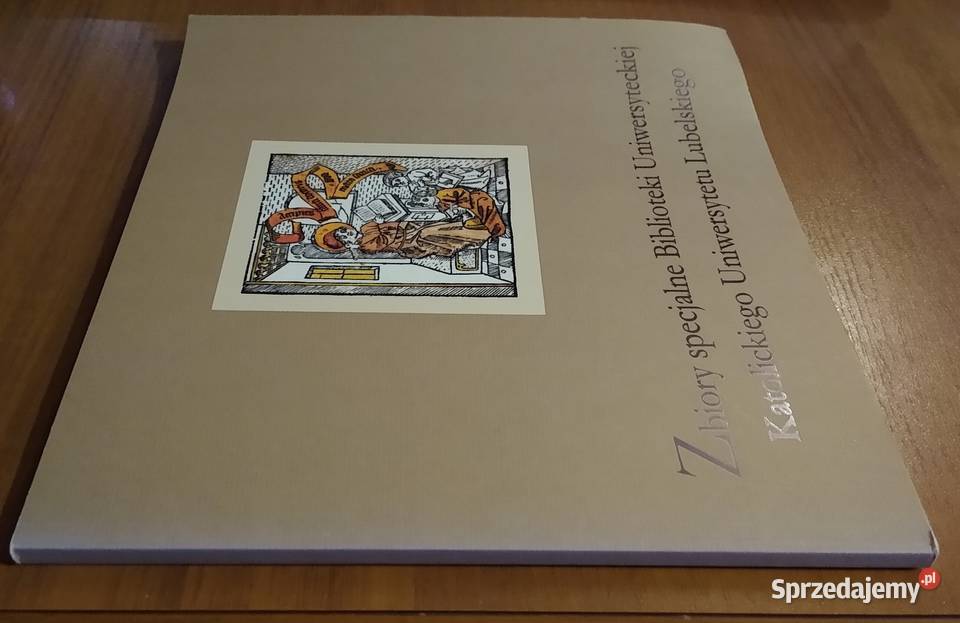 Zbiory specjalne Biblioteki Uniwersyteckiej
Katolickiego Uniwersytetu Lubelskiego
Sprzedajemy.pl